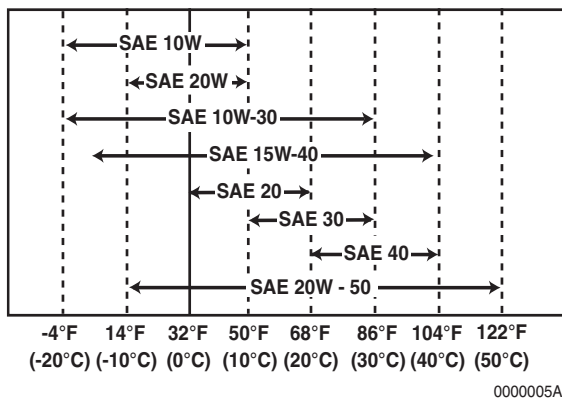 SAE 10W
SAE 20W
SAE 10W-30
SAE 15W-40
SAE 20
SAE 30
SAE 40
SAE 20W - 50
-4°F 14°F 32°F 50°F 68°F 86°F 104°F 122°F
(-20°C) (-10°C) (0°C) (10°C) (20°C) (30°C) (40°C) (50°C)
0000005A